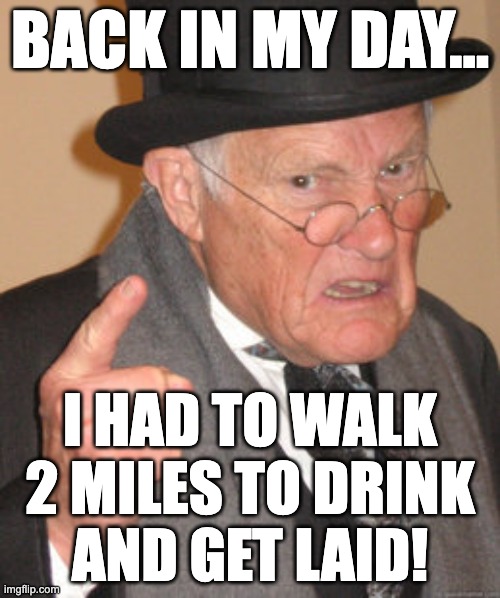 BACK IN MY DAY...
I HAD TO WALK
2 MILES TO DRINK
AND GET LAID!
imgflip.com